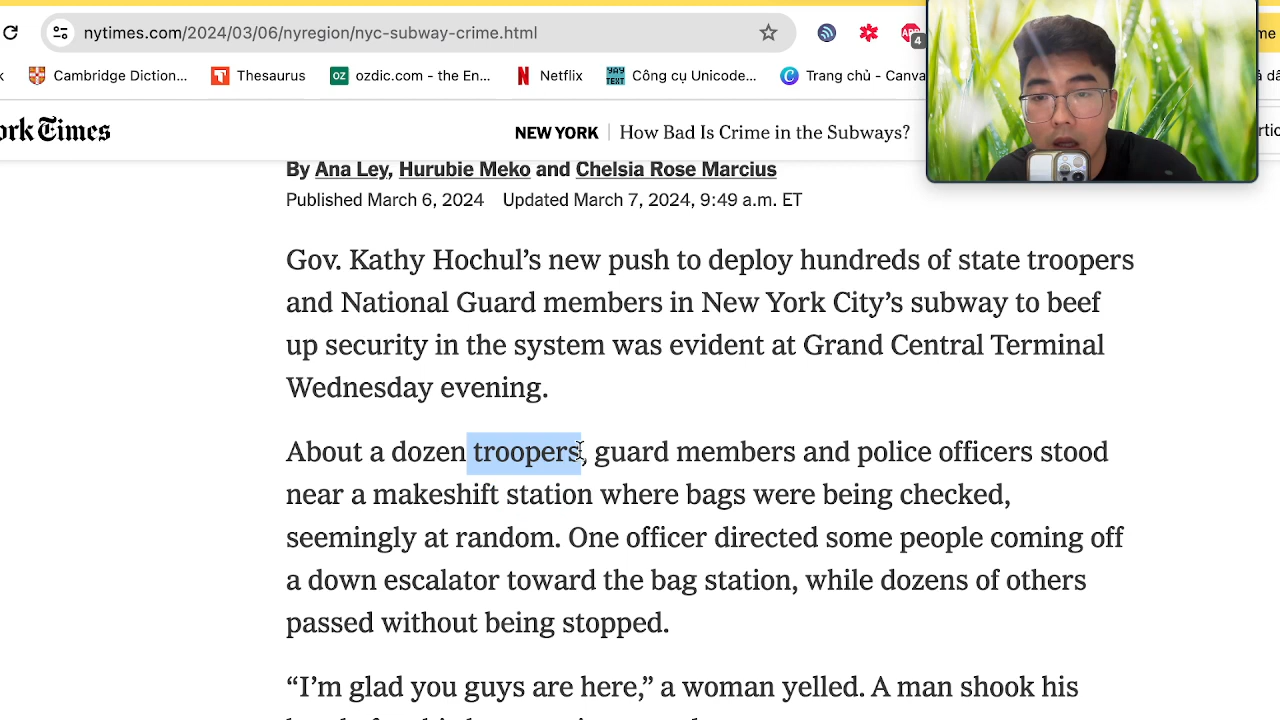 nytimes.com/2024/03/06/nyregion/nyc-subway-crime.html
4
Cambridge Diction... Thesaurus OZ ozdic.com - the En... Netflix YAY TEXT Công cụ Unicode... Trang chủ - Canva
ork Times NEW YORK How Bad Is Crime in the Subways?
By Ana Ley, Hurubie Meko and Chelsia Rose Marcius
Published March 6, 2024 Updated March 7, 2024, 9:49 a.m. ET
Gov. Kathy Hochul’s new push to deploy hundreds of state troopers
and National Guard members in New York City’s subway to beef
up security in the system was evident at Grand Central Terminal
Wednesday evening.
About a dozen troopers, guard members and police officers stood
near a makeshift station where bags were being checked,
seemingly at random. One officer directed some people coming off
a down escalator toward the bag station, while dozens of others
passed without being stopped.
“I’m glad you guys are here,” a woman yelled. A man shook his